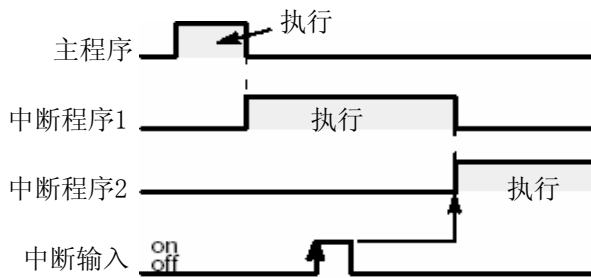 执行
主程序
中断程序1
执行
中断程序2
执行
中断输入
on
off